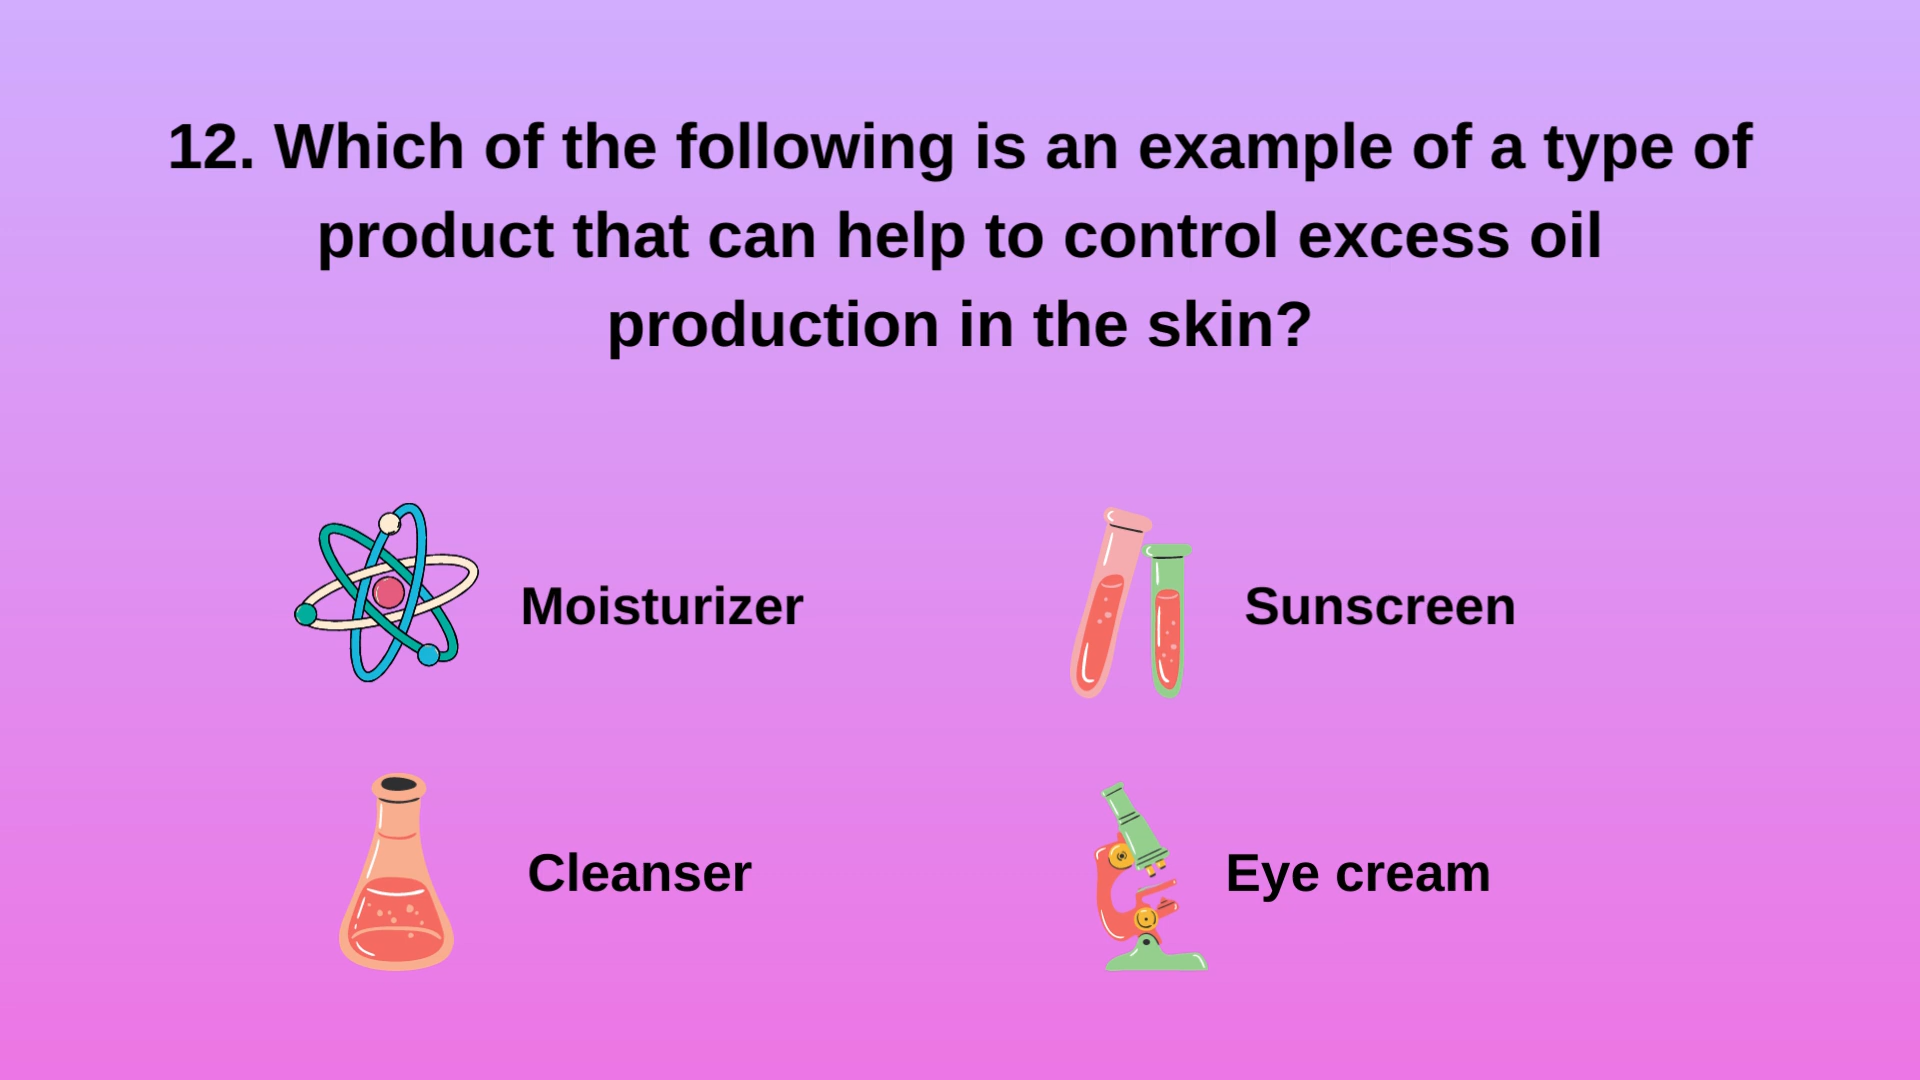 12. Which of the following is an example of a type of
product that can help to control excess oil
production in the skin?
Moisturizer
Sunscreen
Cleanser
Eye cream